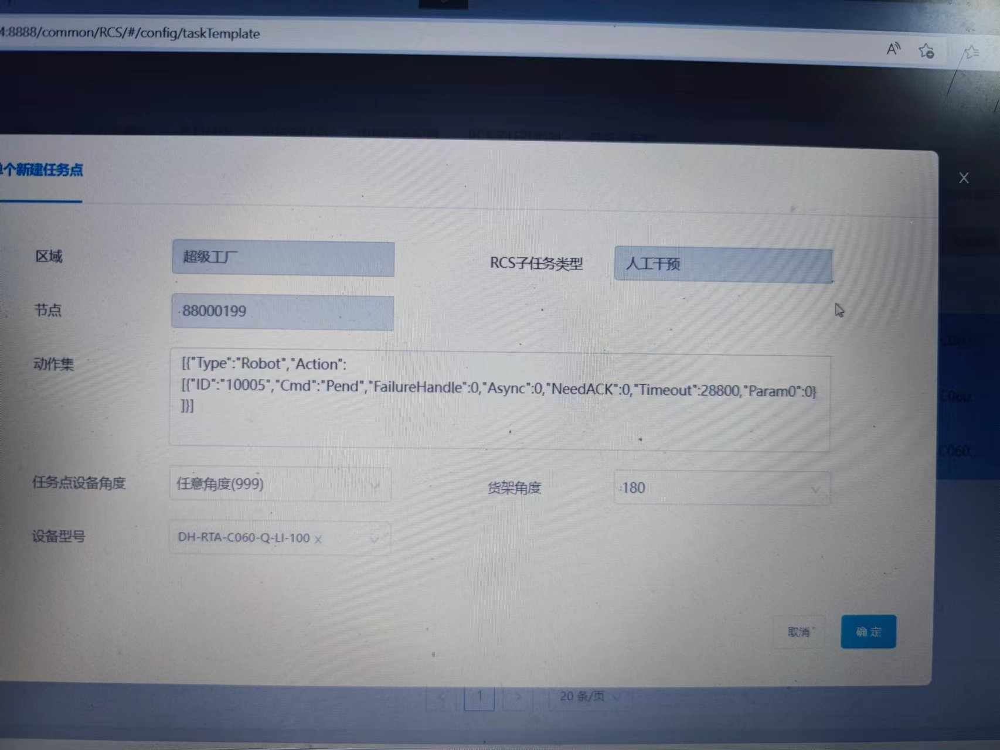 4:8888/common/RCS/#/config/taskTemplate
个新建任务点
X
区域
超级工厂
RCS子任务类型
人工干预
节点
88000199
动作集
[{"Type":"Robot","Action":
[{"ID":"10005","Cmd":"Pend","FailureHandle":0,"Async":0,"NeedACK":0,"Timeout":28800,"Param0":0}
]}]
任务点设备角度
任意角度(999)
货架角度
180
设备型号
DH-RTA-C060-Q-LI-100 x
取消
确定
C060..
C060..
C060..
< 1 >
20 条/页